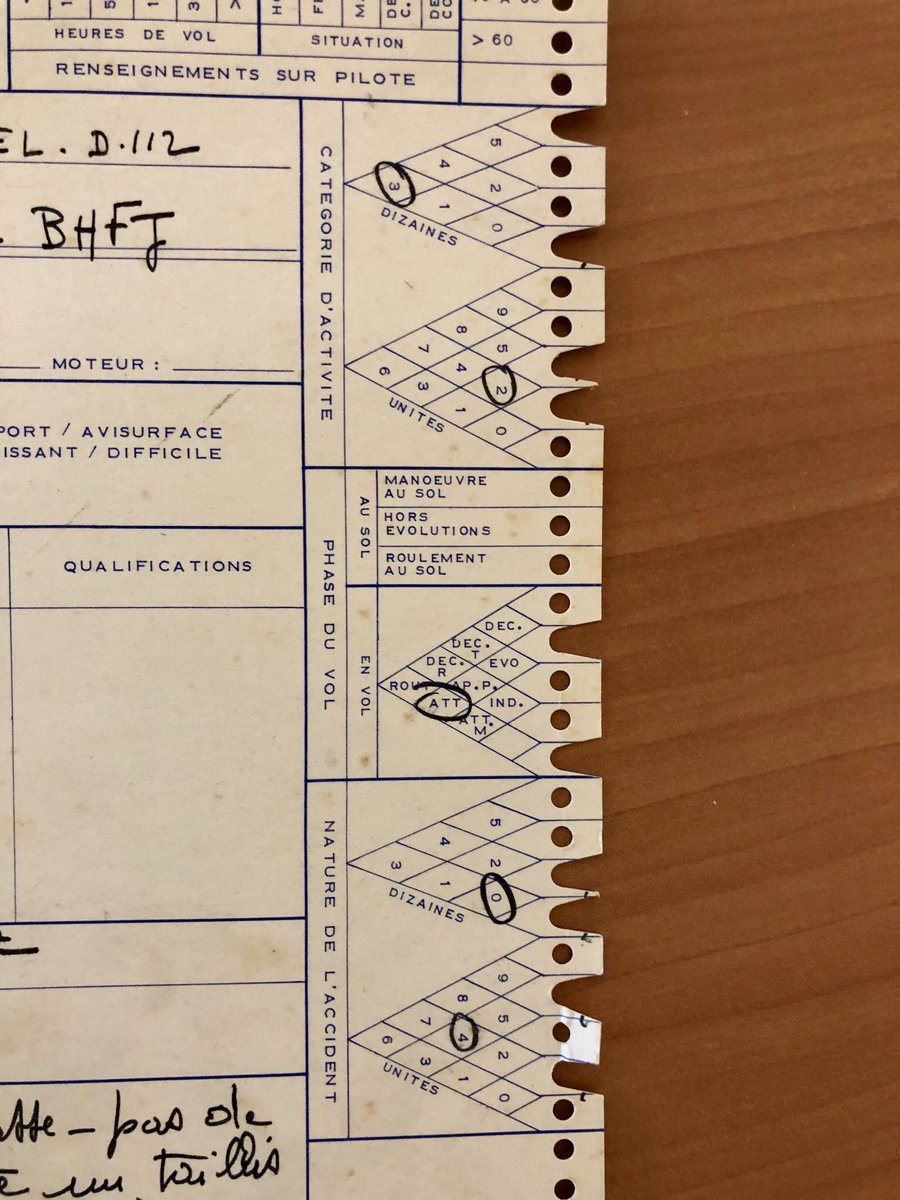 HEURES DE VOL
SITUATION
> 60
RENSEIGNEMENTS SUR PILOTE
EL. D.112
BHFJ
MOTEUR :
PORT / AVISURFACE
ISSANT / DIFFICILE
QUALIFICATIONS
CATEGORIE D'ACTIVITE
5
4
2
3
1
0
DIZAINES
9
8
5
7
4
2
6
3
1
0
UNITES
PHASE DU VOL
AU SOL
MANOEUVRE
AU SOL
HORS
EVOLUTIONS
ROULEMENT
AU SOL
EN VOL
DEC.
DEC.
T
DEC.
R
EVO
AP.P.
ATT
IND.
ATT.
M
NATURE DE L'ACCIDENT
5
4
2
3
1
0
DIZAINES
9
8
5
7
4
2
6
3
1
0
UNITES
pas de
un taillis